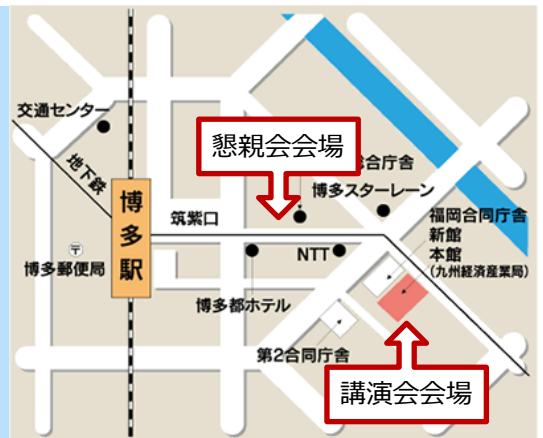 交通センター
地下鉄
博多駅
〒
博多郵便局
筑紫口
懇親会会場
合庁舎
博多スターレーン
NTT
博多都ホテル
福岡合同庁舎
新館
本館
(九州経済産業局)
第2合同庁舎
講演会会場